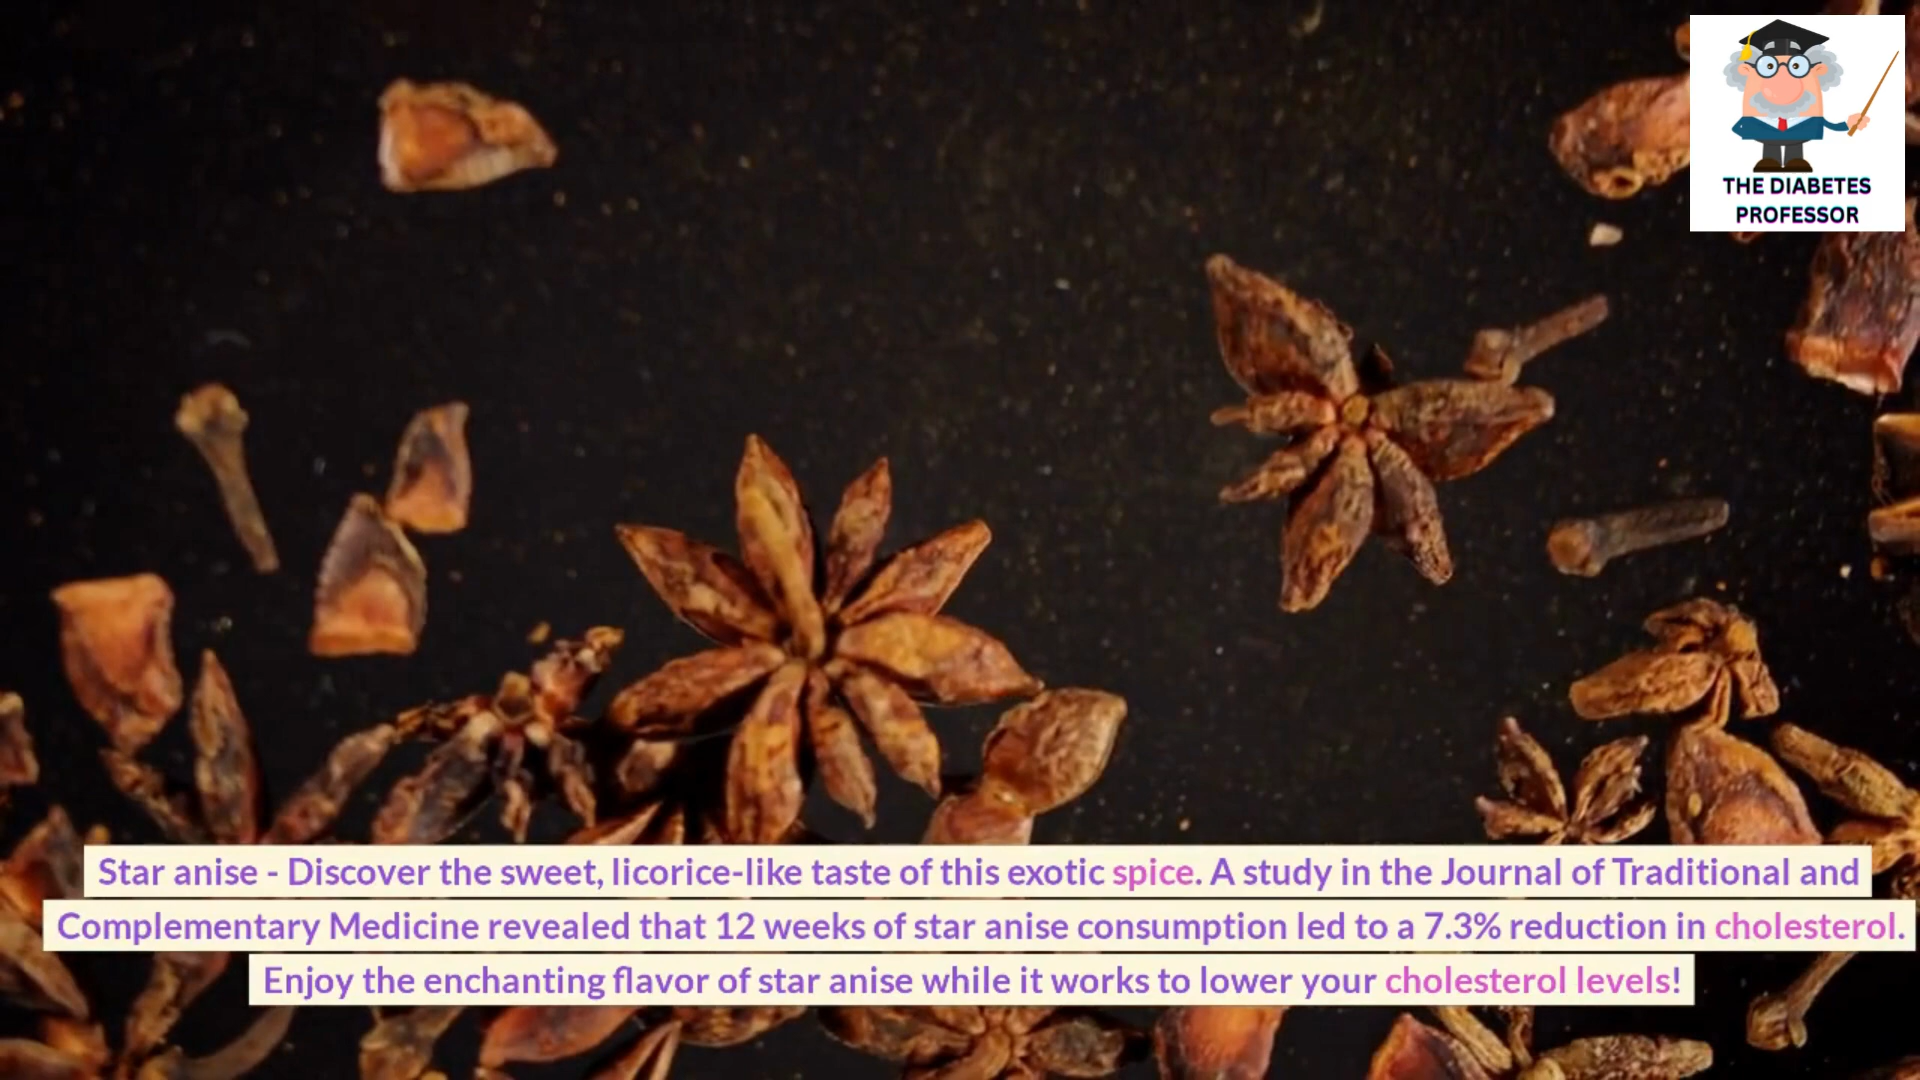 THE DIABETES
PROFESSOR
Star anise - Discover the sweet, licorice-like taste of this exotic spice. A study in the Journal of Traditional and
Complementary Medicine revealed that 12 weeks of star anise consumption led to a 7.3% reduction in cholesterol.
Enjoy the enchanting flavor of star anise while it works to lower your cholesterol levels!